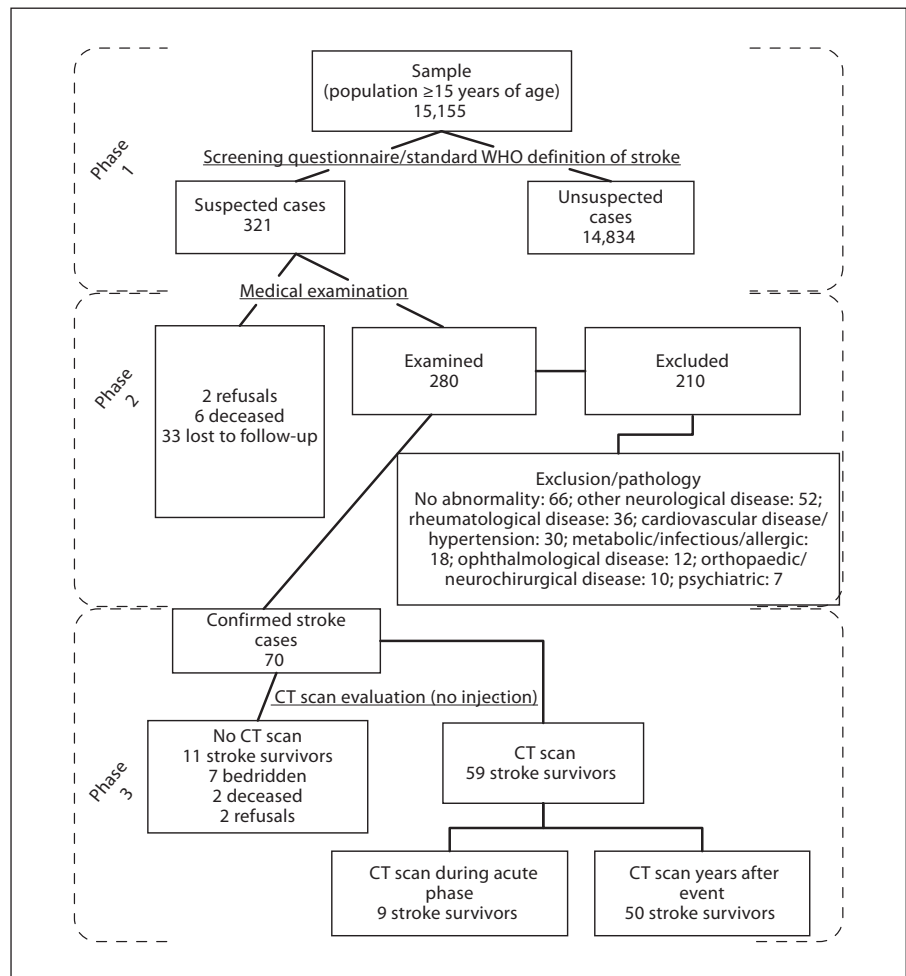 Phase
1
Sample
(population ≥15 years of age)
15,155
Screening questionnaire/standard WHO definition of stroke
Suspected cases
321
Unsuspected
cases
14,834
Medical examination
Phase
2
2 refusals
6 deceased
33 lost to follow-up
Examined
280
Excluded
210
Exclusion/pathology
No abnormality: 66; other neurological disease: 52;
rheumatological disease: 36; cardiovascular disease/
hypertension: 30; metabolic/infectious/allergic:
18; ophthalmological disease: 12; orthopaedic/
neurochirurgical disease: 10; psychiatric: 7
Phase
3
Confirmed stroke
cases
70
CT scan evaluation (no injection)
No CT scan
11 stroke survivors
7 bedridden
2 deceased
2 refusals
CT scan
59 stroke survivors
CT scan during acute
phase
9 stroke survivors
CT scan years after
event
50 stroke survivors